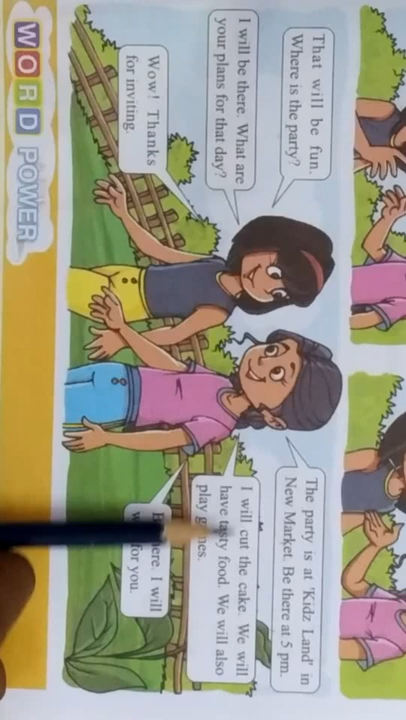 That will be fun.
Where is the party?
The party is at 'Kidz Land' in
New Market. Be there at 5 pm.
I will be there. What are
your plans for that day?
I will cut the cake. We will
have tasty food. We will also
play
Wow! Thanks
for inviting.
I will
for you.
WORD POWER